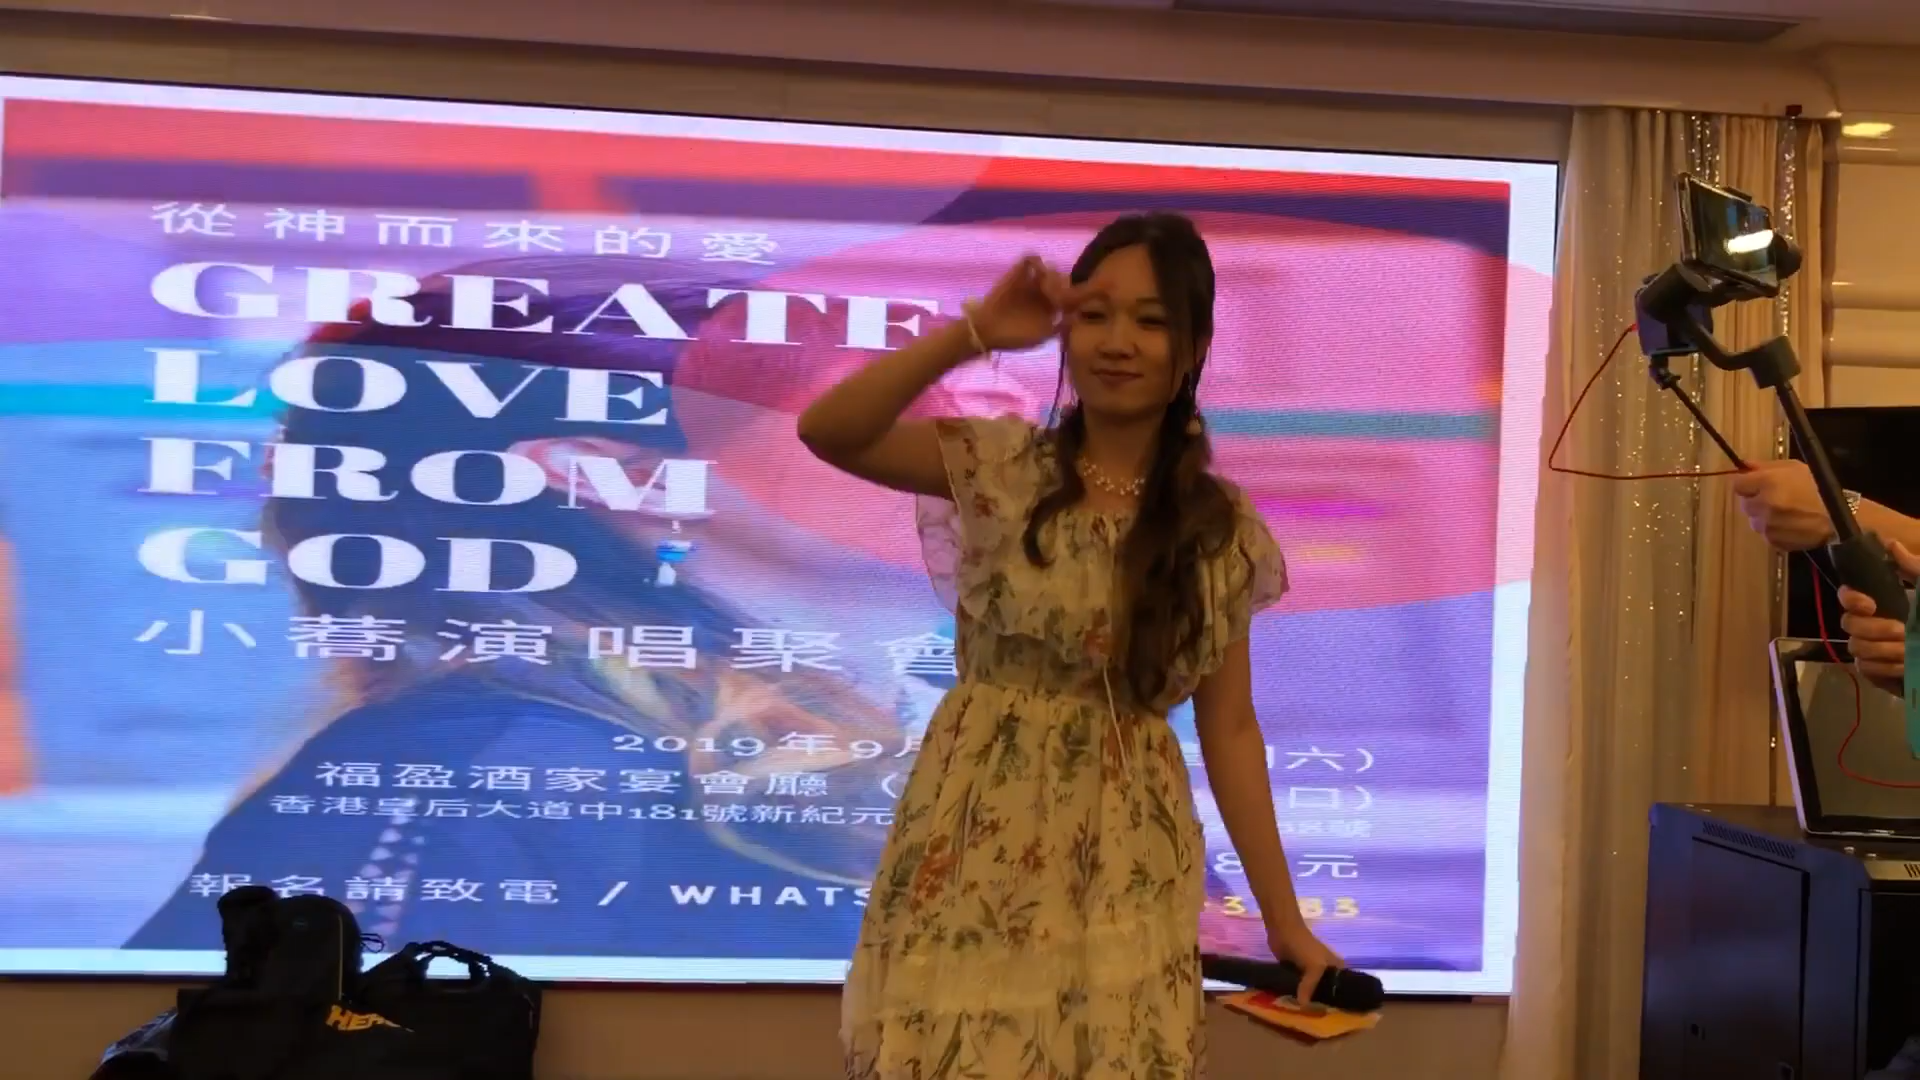 從神而來的愛
GREATE
LOVE
FROM
GOD
小蕎演唱聚會
2019年9月 六)
福盈酒家宴會廳 ( 口)
香港皇后大道中181號新紀元 號
8 元
報名請致電 / WHATS